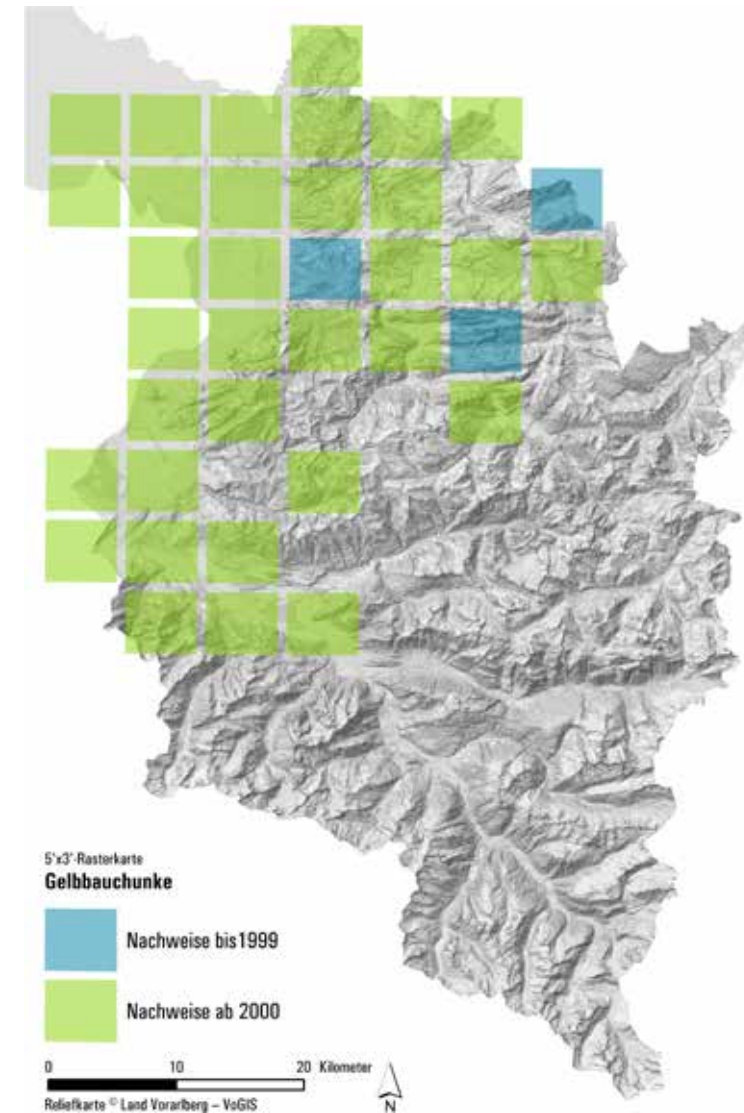 5'x3'-Rasterkarte
Gelbbauchunke
Nachweise bis1999
Nachweise ab 2000
0 10 20 Kilometer
N
Reliefkarte © Land Vorarlberg – VoGIS